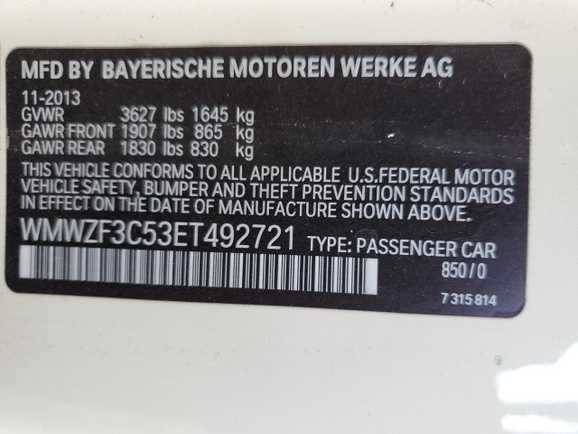 MFD BY BAYERISCHE MOTOREN WERKE AG
11-2013
GVWR 3627 lbs 1645 kg
GAWR FRONT 1907 lbs 865 kg
GAWR REAR 1830 lbs 830 kg
THIS VEHICLE CONFORMS TO ALL APPLICABLE U.S.FEDERAL MOTOR
VEHICLE SAFETY, BUMPER AND THEFT PREVENTION STANDARDS
IN EFFECT ON THE DATE OF MANUFACTURE SHOWN ABOVE.
WMWZF3C53ET492721 TYPE: PASSENGER CAR
850/0
7 315 814